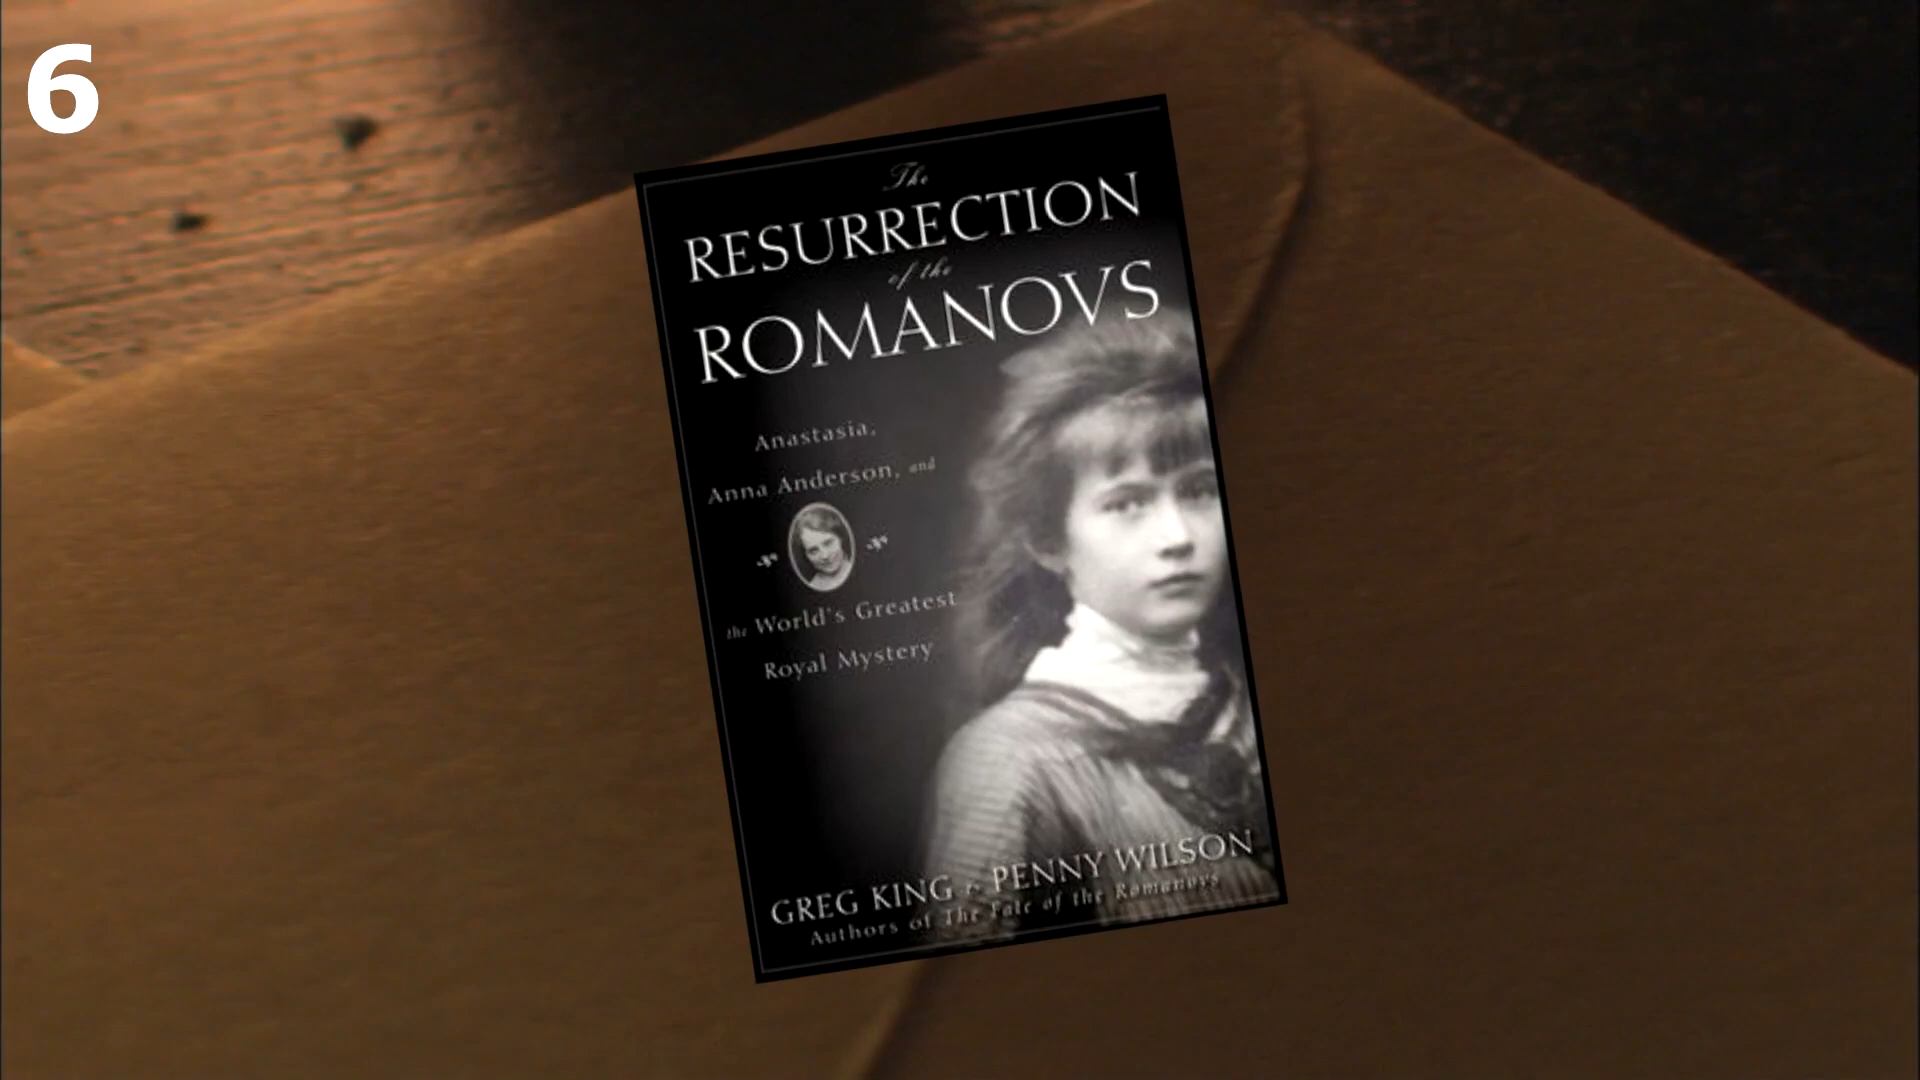 6
The
RESURRECTION
of the
ROMANOVS
Anastasia,
Anna Anderson, and
the World's Greatest
Royal Mystery
GREG KING & PENNY WILSON
Authors of The Fate of the Romanovs